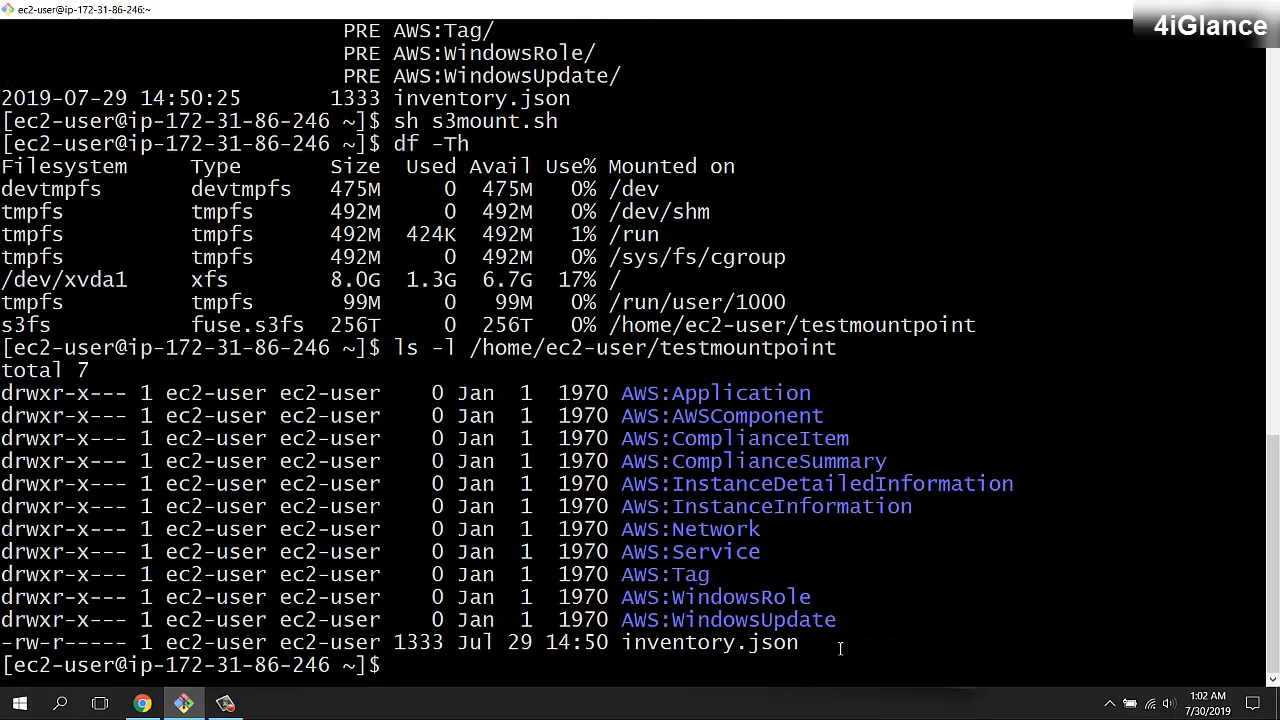 ec2-user@ip-172-31-86-246:~
4iGlance
PRE AWS:Tag/
PRE AWS:WindowsRole/
PRE AWS:WindowsUpdate/
2019-07-29 14:50:25 1333 inventory.json
[ec2-user@ip-172-31-86-246 ~]$ sh s3mount.sh
[ec2-user@ip-172-31-86-246 ~]$ df -Th
Filesystem Type Size Used Avail Use% Mounted on
devtmpfs devtmpfs 475M 0 475M 0% /dev
tmpfs tmpfs 492M 0 492M 0% /dev/shm
tmpfs tmpfs 492M 424K 492M 1% /run
tmpfs tmpfs 492M 0 492M 0% /sys/fs/cgroup
/dev/xvda1 xfs 8.0G 1.3G 6.7G 17% /
tmpfs tmpfs 99M 0 99M 0% /run/user/1000
s3fs fuse.s3fs 256T 0 256T 0% /home/ec2-user/testmountpoint
[ec2-user@ip-172-31-86-246 ~]$ ls -l /home/ec2-user/testmountpoint
total 7
drwxr-x--- 1 ec2-user ec2-user 0 Jan 1 1970 AWS:Application
drwxr-x--- 1 ec2-user ec2-user 0 Jan 1 1970 AWS:AWSComponent
drwxr-x--- 1 ec2-user ec2-user 0 Jan 1 1970 AWS:ComplianceItem
drwxr-x--- 1 ec2-user ec2-user 0 Jan 1 1970 AWS:ComplianceSummary
drwxr-x--- 1 ec2-user ec2-user 0 Jan 1 1970 AWS:InstanceDetailedInformation
drwxr-x--- 1 ec2-user ec2-user 0 Jan 1 1970 AWS:InstanceInformation
drwxr-x--- 1 ec2-user ec2-user 0 Jan 1 1970 AWS:Network
drwxr-x--- 1 ec2-user ec2-user 0 Jan 1 1970 AWS:Service
drwxr-x--- 1 ec2-user ec2-user 0 Jan 1 1970 AWS:Tag
drwxr-x--- 1 ec2-user ec2-user 0 Jan 1 1970 AWS:WindowsRole
drwxr-x--- 1 ec2-user ec2-user 0 Jan 1 1970 AWS:WindowsUpdate
-rw-r----- 1 ec2-user ec2-user 1333 Jul 29 14:50 inventory.json
[ec2-user@ip-172-31-86-246 ~]$
1:02 AM
7/30/2019